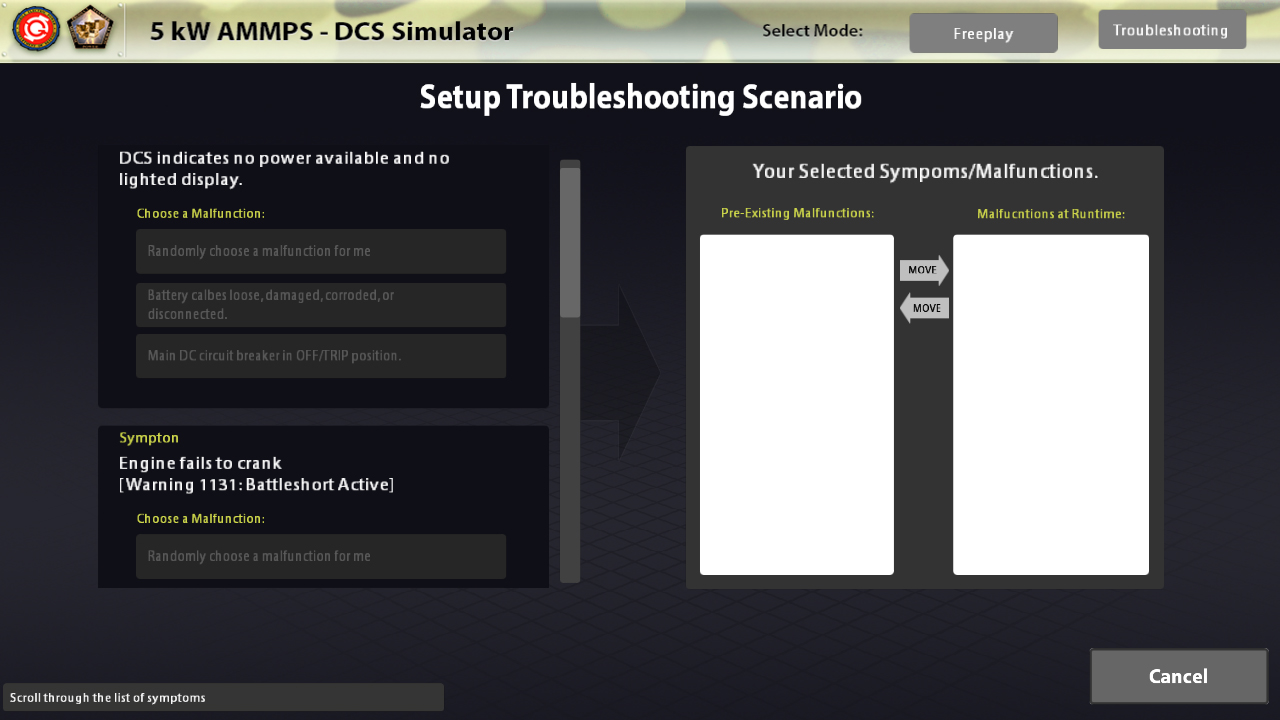 5 kW AMMPS - DCS Simulator
Select Mode:
Freeplay
Troubleshooting
Setup Troubleshooting Scenario
DCS indicates no power available and no
lighted display.
Choose a Malfunction:
Randomly choose a malfunction for me
Battery calbes loose, damaged, corroded, or
disconnected.
Main DC circuit breaker in OFF/TRIP position.
Sympton
Engine fails to crank
[Warning 1131: Battleshort Active]
Choose a Malfunction:
Randomly choose a malfunction for me
Your Selected Sympoms/Malfunctions.
Pre-Existing Malfunctions:
Malfucntions at Runtime:
MOVE
MOVE
Cancel
Scroll through the list of symptoms